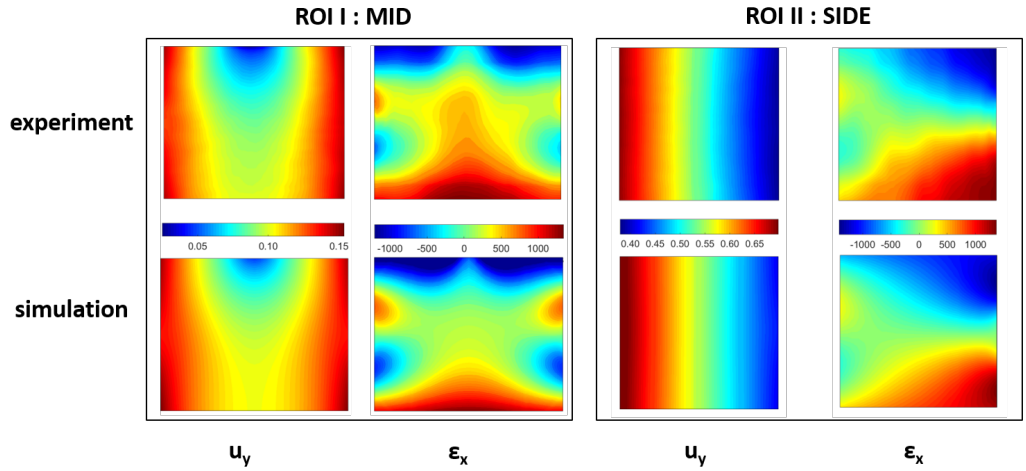 ROI I : MID
ROI II : SIDE
experiment
0.05 0.10 0.15
-1000 -500 0 500 1000
0.40 0.45 0.50 0.55 0.60 0.65
-1000 -500 0 500 1000
simulation
uy
εx
uy
εx